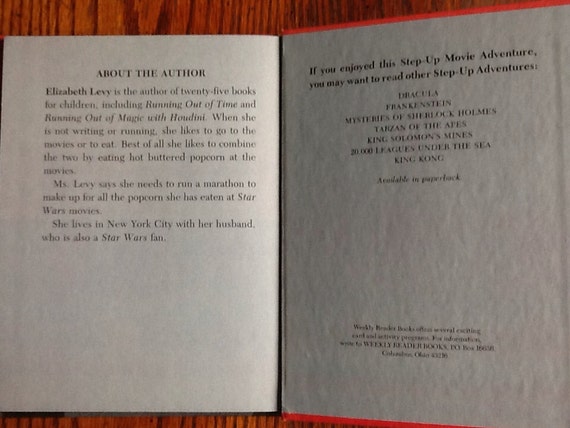 ABOUT THE AUTHOR
Elizabeth Levy is the author of twenty-five books
for children, including Running Out of Time and
Running Out of Magic with Houdini. When she
is not writing or running, she likes to go to the
movies or to eat. Best of all she likes to combine
the two by eating hot buttered popcorn at the
movies.
Ms. Levy says she needs to run a marathon to
make up for all the popcorn she has eaten at Star
Wars movies.
She lives in New York City with her husband,
who is also a Star Wars fan.
If you enjoyed this Step-Up Movie Adventure,
you may want to read other Step-Up Adventures:
DRACULA
FRANKENSTEIN
MYSTERIES OF SHERLOCK HOLMES
TARZAN OF THE APES
KING SOLOMON'S MINES
20,000 LEAGUES UNDER THE SEA
KING KONG
Available in paperback.
Weekly Reader Books offers several exciting
card and activity programs. For information,
write to WEEKLY READER BOOKS, P.O. Box 16636,
Columbus, Ohio 43216.